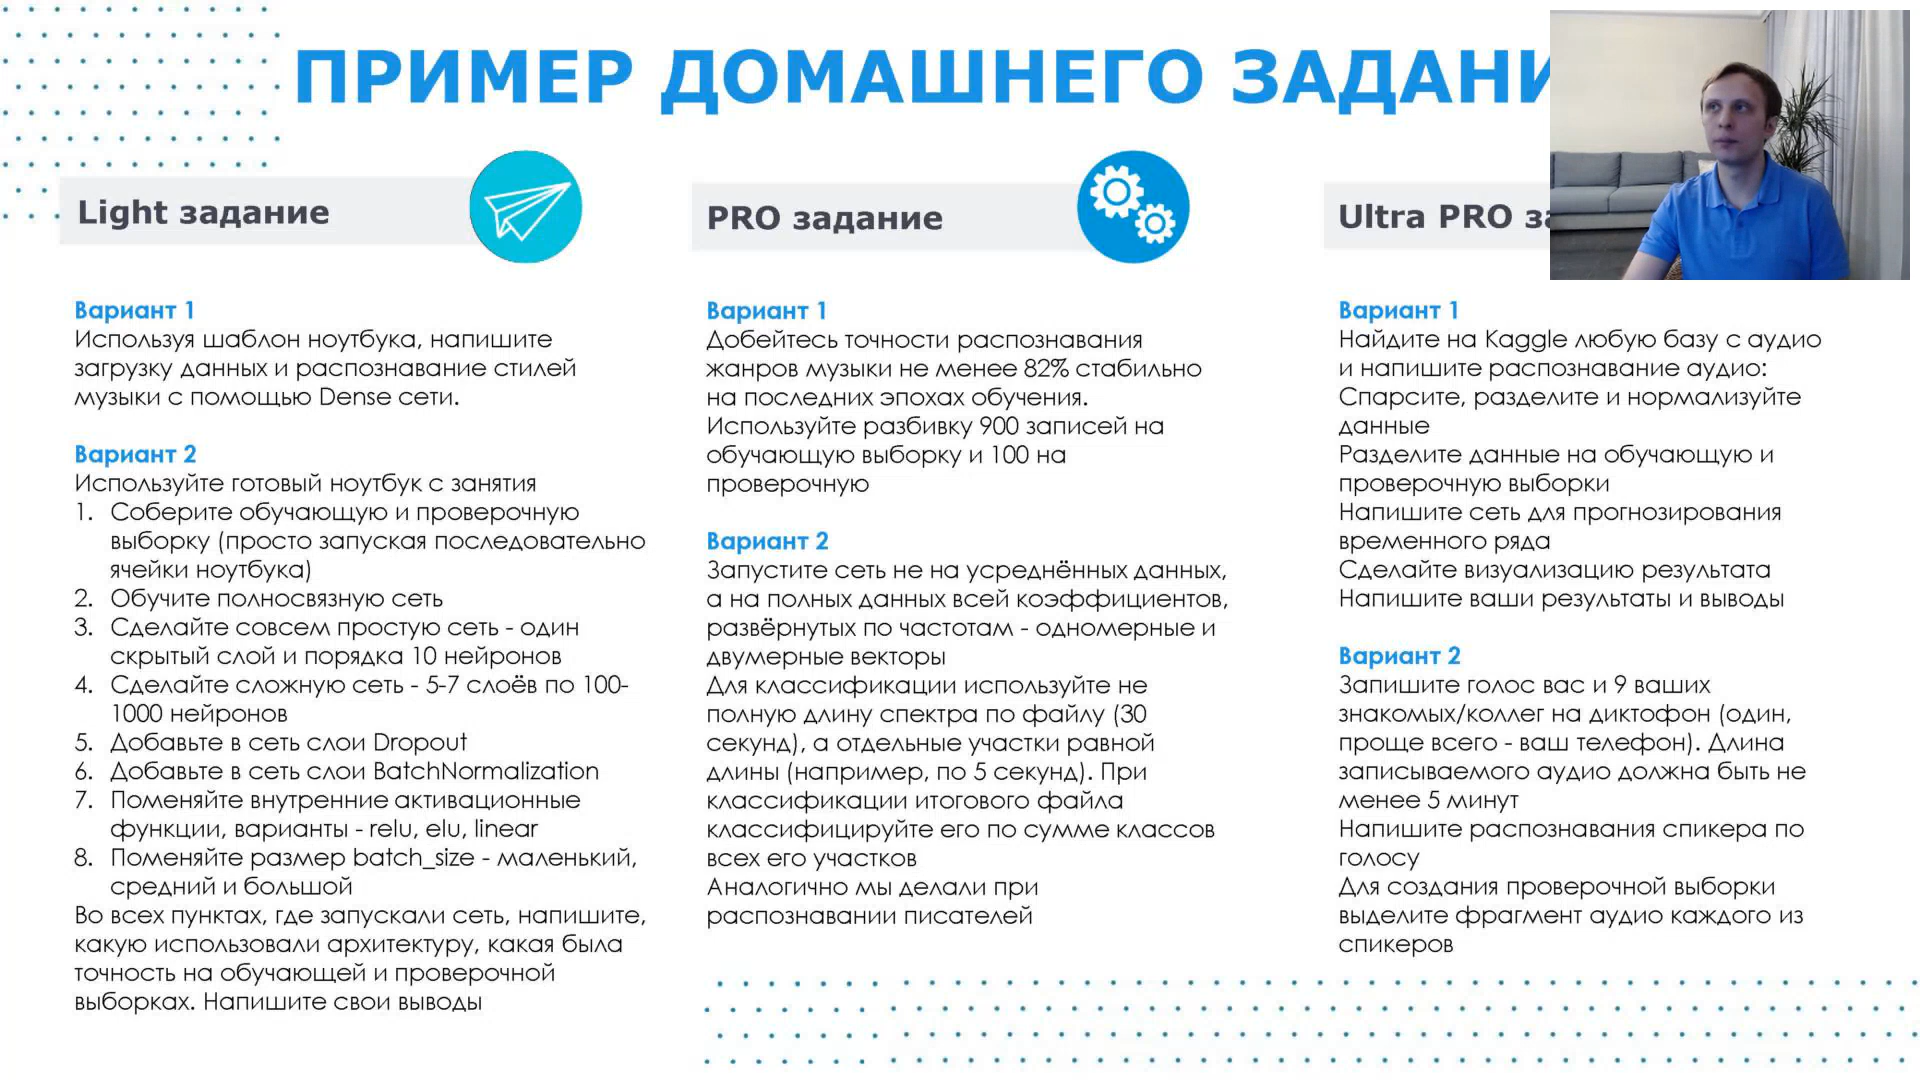 ПРИМЕР ДОМАШНЕГО ЗАДАНИ
Light задание
Вариант 1
Используя шаблон ноутбука, напишите
загрузку данных и распознавание стилей
музыки с помощью Dense сети.
Вариант 2
Используйте готовый ноутбук с занятия
1. Соберите обучающую и проверочную
выборку (просто запуская последовательно
ячейки ноутбука)
2. Обучите полносвязную сеть
3. Сделайте совсем простую сеть - один
скрытый слой и порядка 10 нейронов
4. Сделайте сложную сеть - 5-7 слоёв по 100-
1000 нейронов
5. Добавьте в сеть слои Dropout
6. Добавьте в сеть слои BatchNormalization
7. Поменяйте внутренние активационные
функции, варианты - relu, elu, linear
8. Поменяйте размер batch_size - маленький,
средний и большой
Во всех пунктах, где запускали сеть, напишите,
какую использовали архитектуру, какая была
точность на обучающей и проверочной
выборках. Напишите свои выводы
PRO задание
Вариант 1
Добейтесь точности распознавания
жанров музыки не менее 82% стабильно
на последних эпохах обучения.
Используйте разбивку 900 записей на
обучающую выборку и 100 на
проверочную
Вариант 2
Запустите сеть не на усреднённых данных,
а на полных данных всей коэффициентов,
развёрнутых по частотам - одномерные и
двумерные векторы
Для классификации используйте не
полную длину спектра по файлу (30
секунд), а отдельные участки равной
длины (например, по 5 секунд). При
классификации итогового файла
классифицируйте его по сумме классов
всех его участков
Аналогично мы делали при
распознавании писателей
Ultra PRO
Вариант 1
Найдите на Kaggle любую базу с аудио
и напишите распознавание аудио:
Спарсите, разделите и нормализуйте
данные
Разделите данные на обучающую и
проверочную выборки
Напишите сеть для прогнозирования
временного ряда
Сделайте визуализацию результата
Напишите ваши результаты и выводы
Вариант 2
Запишите голос вас и 9 ваших
знакомых/коллег на диктофон (один,
проще всего - ваш телефон). Длина
записываемого аудио должна быть не
менее 5 минут
Напишите распознавания спикера по
голосу
Для создания проверочной выборки
выделите фрагмент аудио каждого из
спикеров